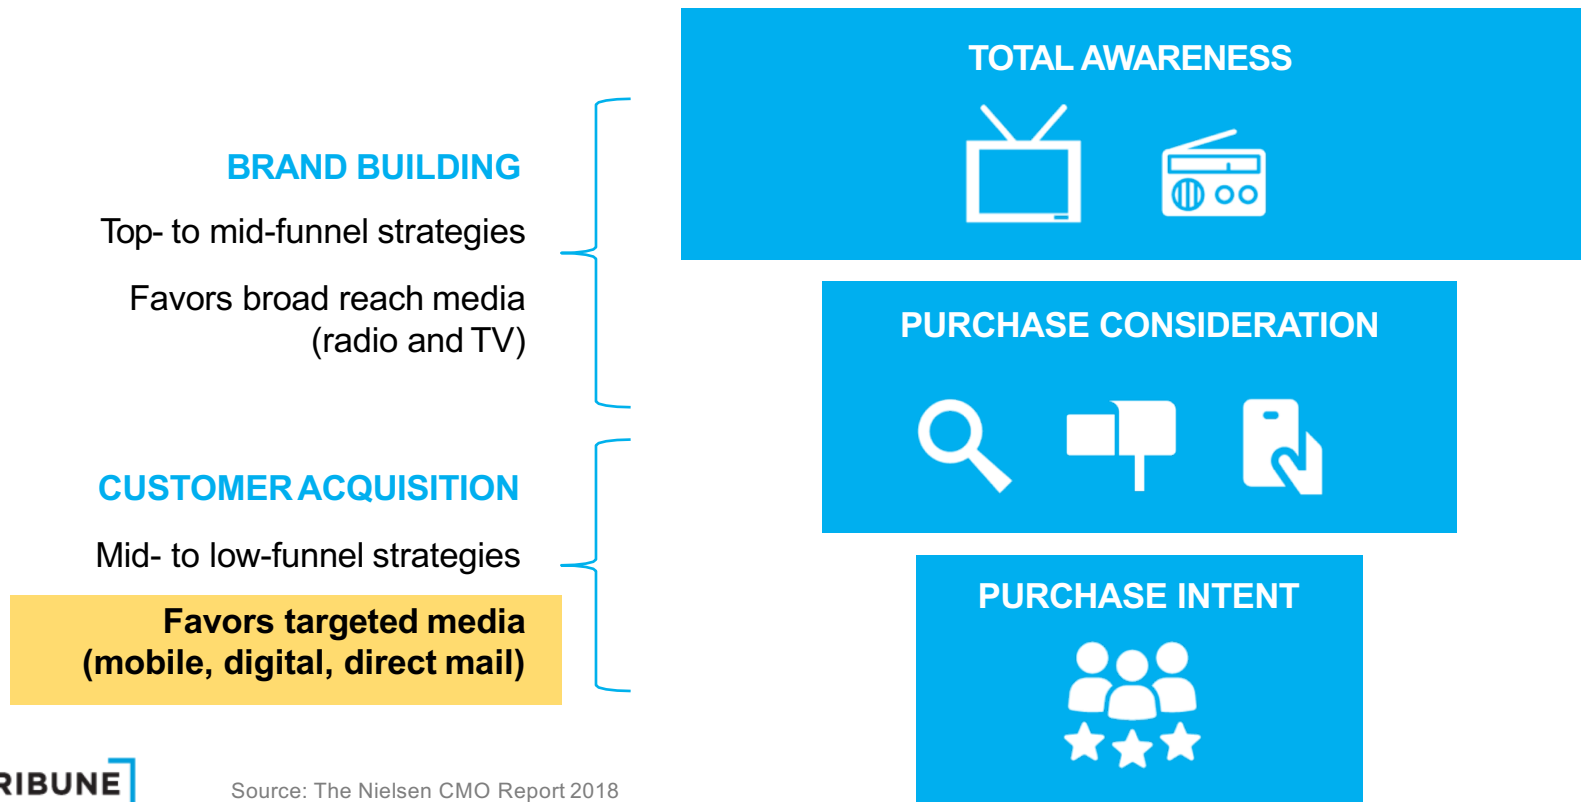 TOTAL AWARENESS
BRAND BUILDING
Top- to mid-funnel strategies
Favors broad reach media
(radio and TV)
PURCHASE CONSIDERATION
CUSTOMER ACQUISITION
Mid- to low-funnel strategies
Favors targeted media
(mobile, digital, direct mail)
PURCHASE INTENT
RIBUNE
Source: The Nielsen CMO Report 2018